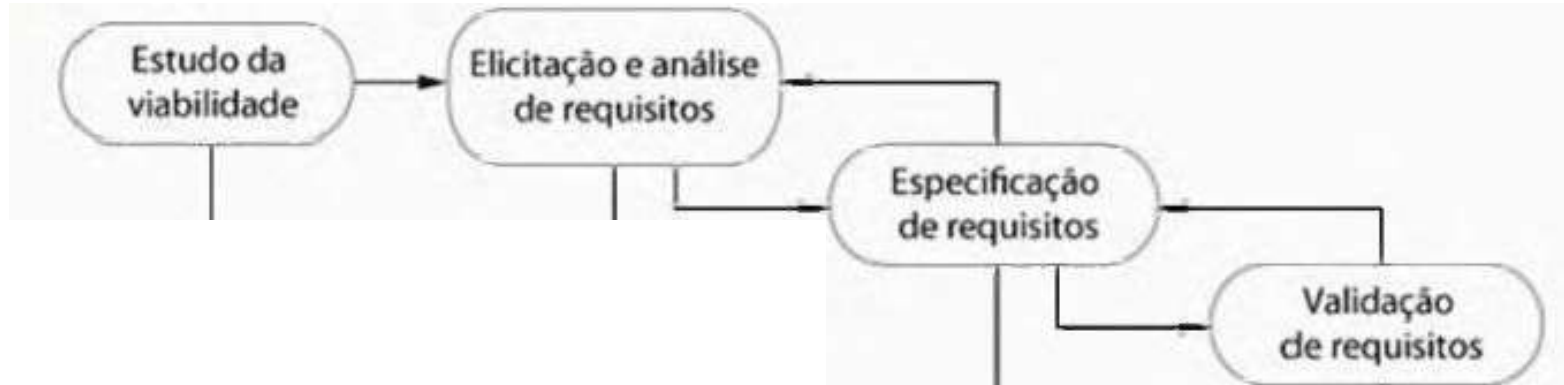 Estudo da
viabilidade
Elicitação e análise
de requisitos
Especificação
de requisitos
Validação
de requisitos